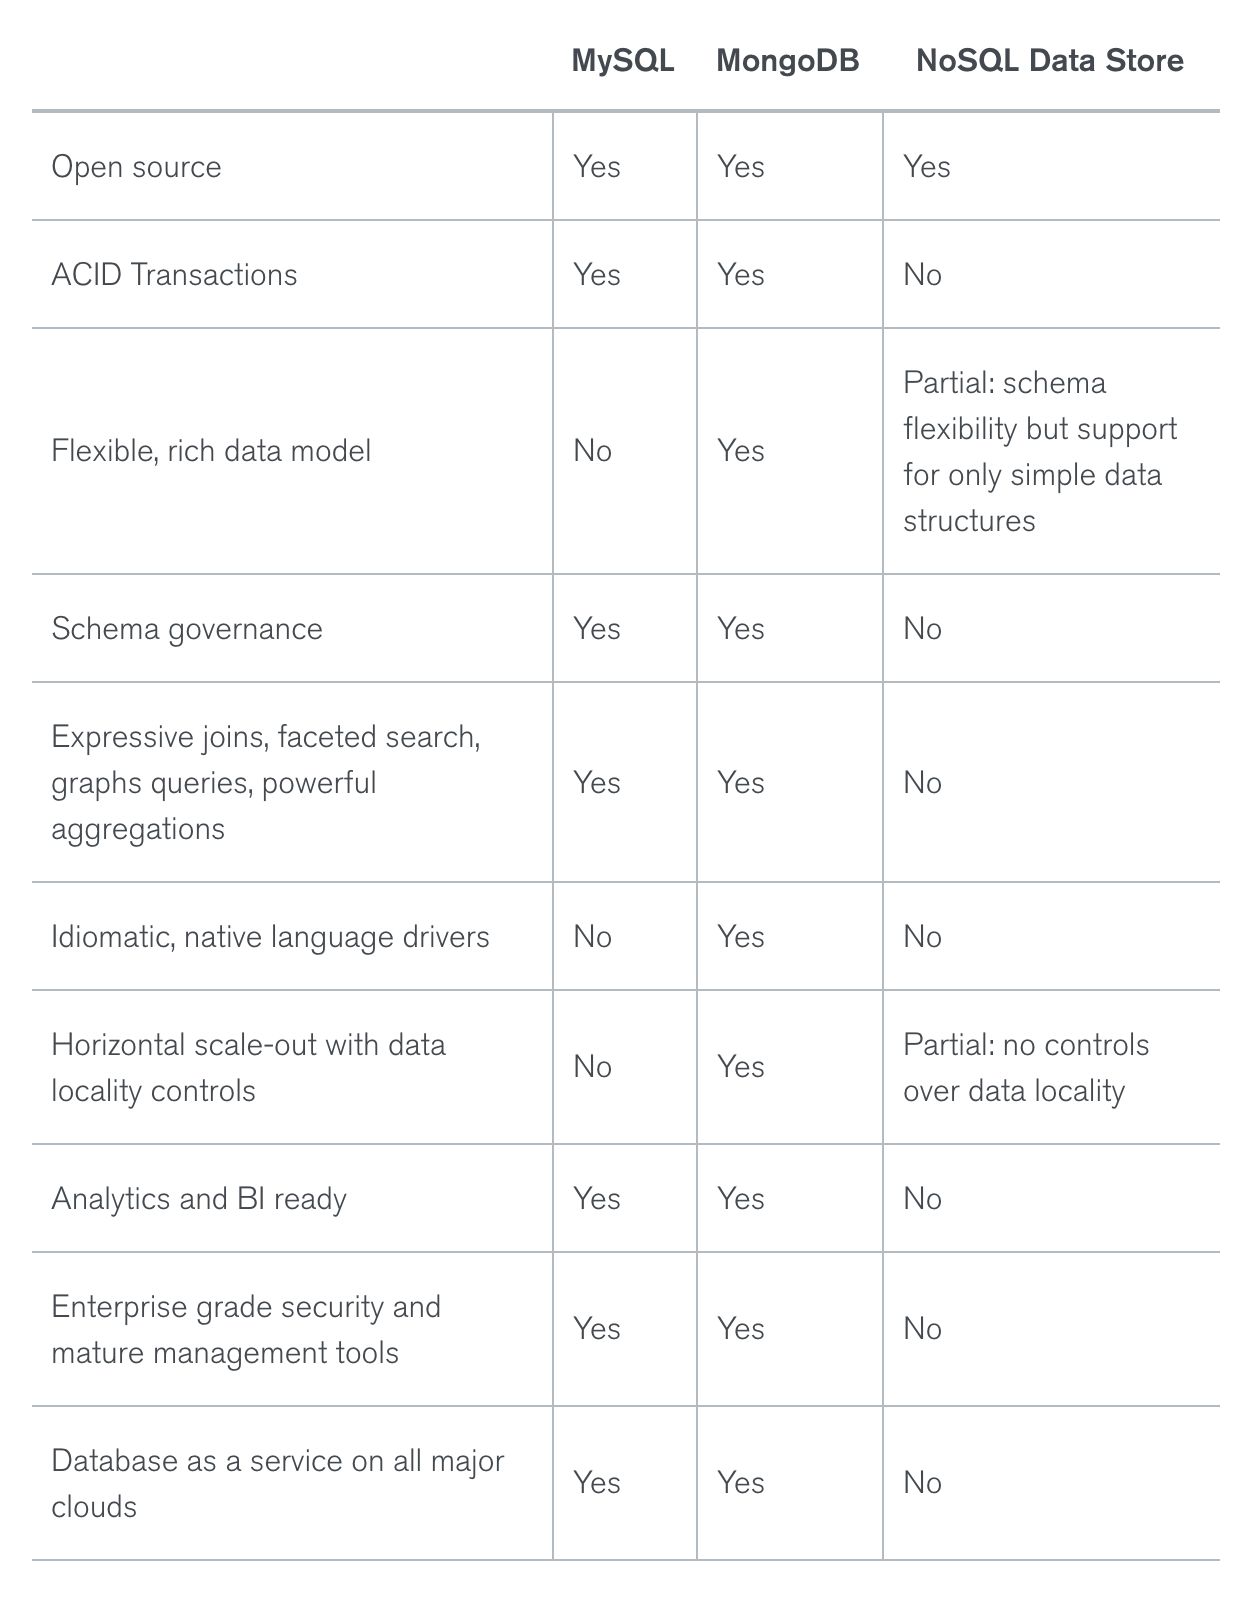 MySQL MongoDB NoSQL Data Store
Open source Yes Yes Yes
ACID Transactions Yes Yes No
Flexible, rich data model No Yes Partial: schema
flexibility but support
for only simple data
structures
Schema governance Yes Yes No
Expressive joins, faceted search,
graphs queries, powerful
aggregations
Yes Yes No
Idiomatic, native language drivers No Yes No
Horizontal scale-out with data
locality controls
No Yes Partial: no controls
over data locality
Analytics and BI ready Yes Yes No
Enterprise grade security and
mature management tools
Yes Yes No
Database as a service on all major
clouds
Yes Yes No